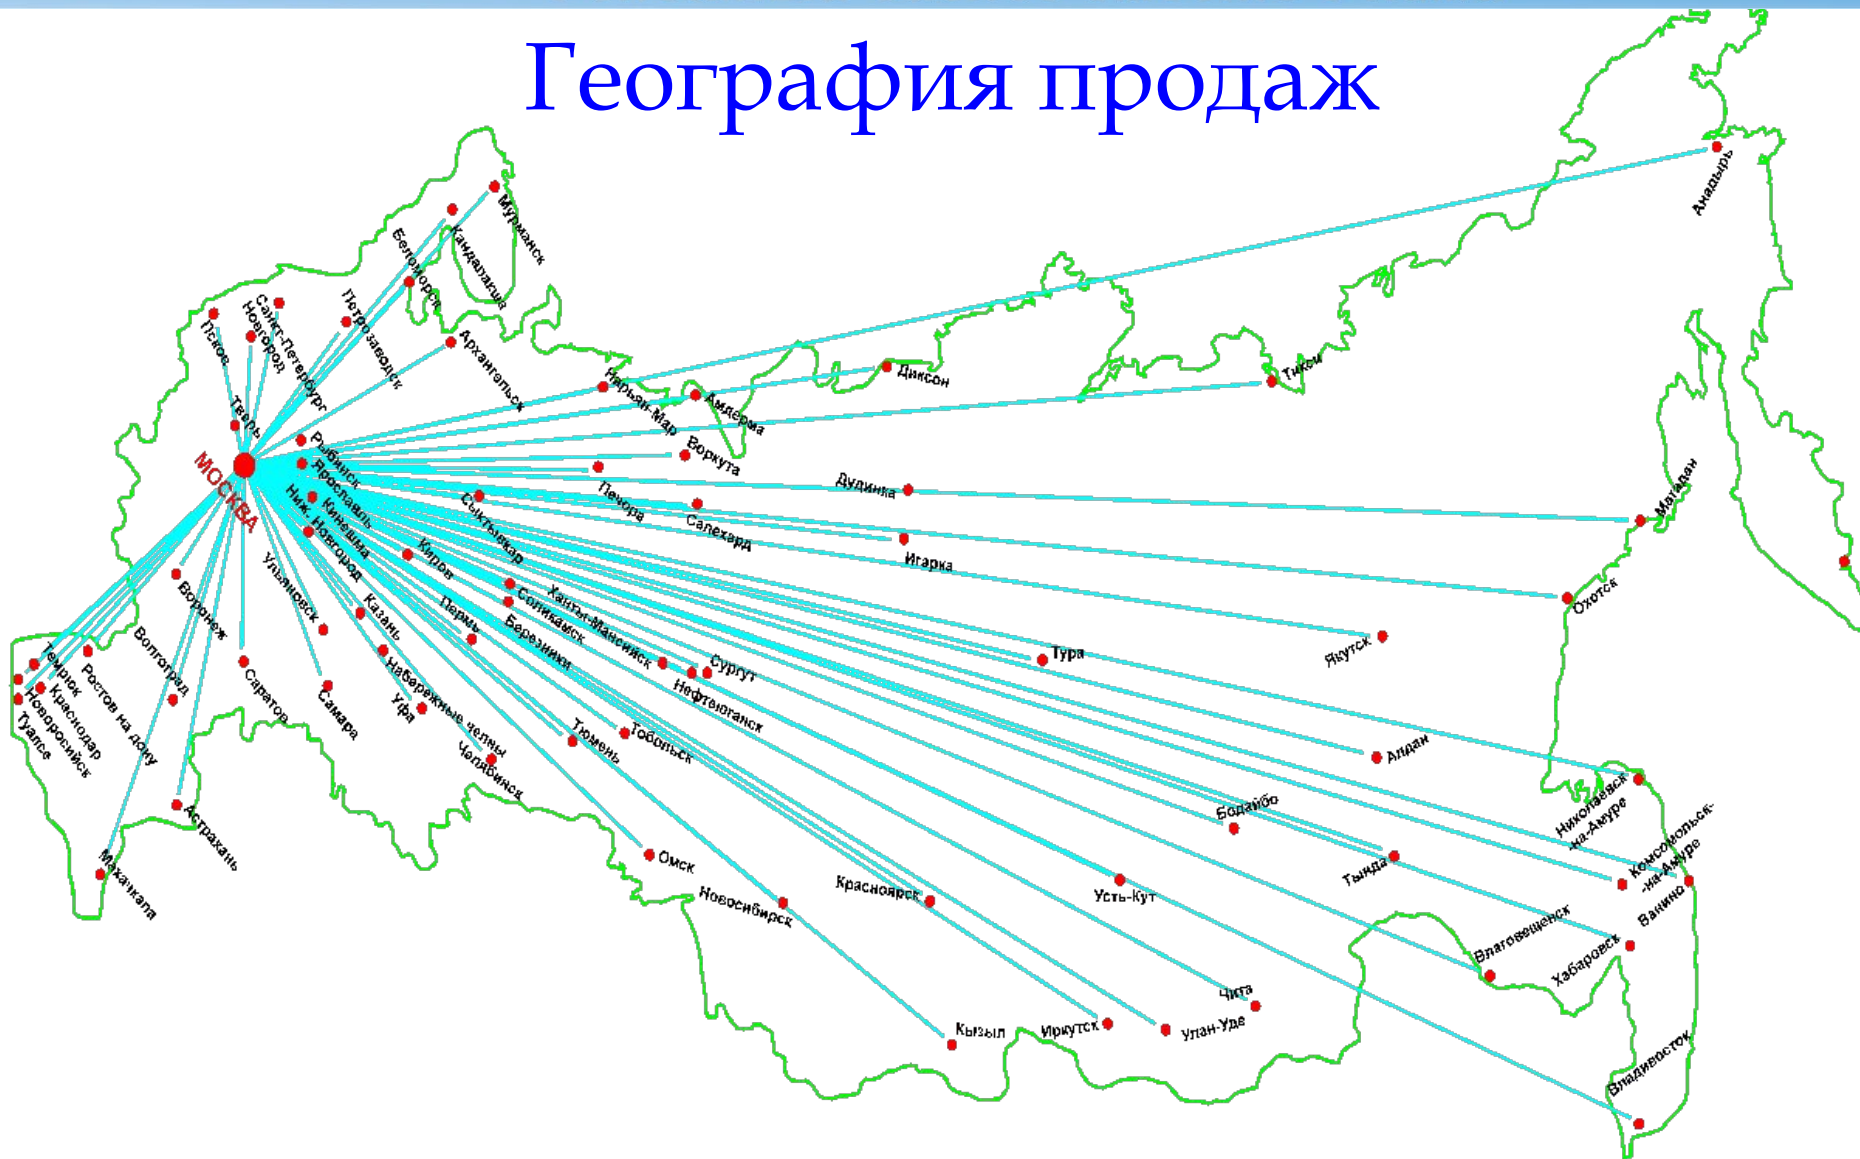 География продаж
Анадырь
Мурманск
Кандалакша
Беломорск
Петрозаводск
Санкт-Петербург
Новгород
Псков
Архангельск
Тверь
МОСКВА
Рыбинск
Ярославль
Кинешма
Ниж. Новгород
Нарьян-Мар
Амдерма
Диксон
Тикси
Воркута
Печора
Салехард
Дудинка
Игарка
Магадан
Охотск
Якутск
Сыктывкар
Киров
Соликамск
Березники
Пермь
Ханты-Мансийск
Сургут
Нефтеюганск
Тура
Алдан
Ульяновск
Казань
Набережные челны
Уфа
Челябинск
Тюмень
Тобольск
Воронеж
Волгоград
Саратов
Самара
Темрюк
Ростов на дону
Краснодар
Новоросийск
Туапсе
Астрахань
Махачкала
Омск
Новосибирск
Красноярск
Кызыл
Иркутск
Улан-Уде
Чита
Усть-Кут
Бодайбо
Тында
Николаевск
-на-Амуре
Комсомольск-
-на-Амуре
Ванино
Хабаровск
Благовещенск
Владивосток